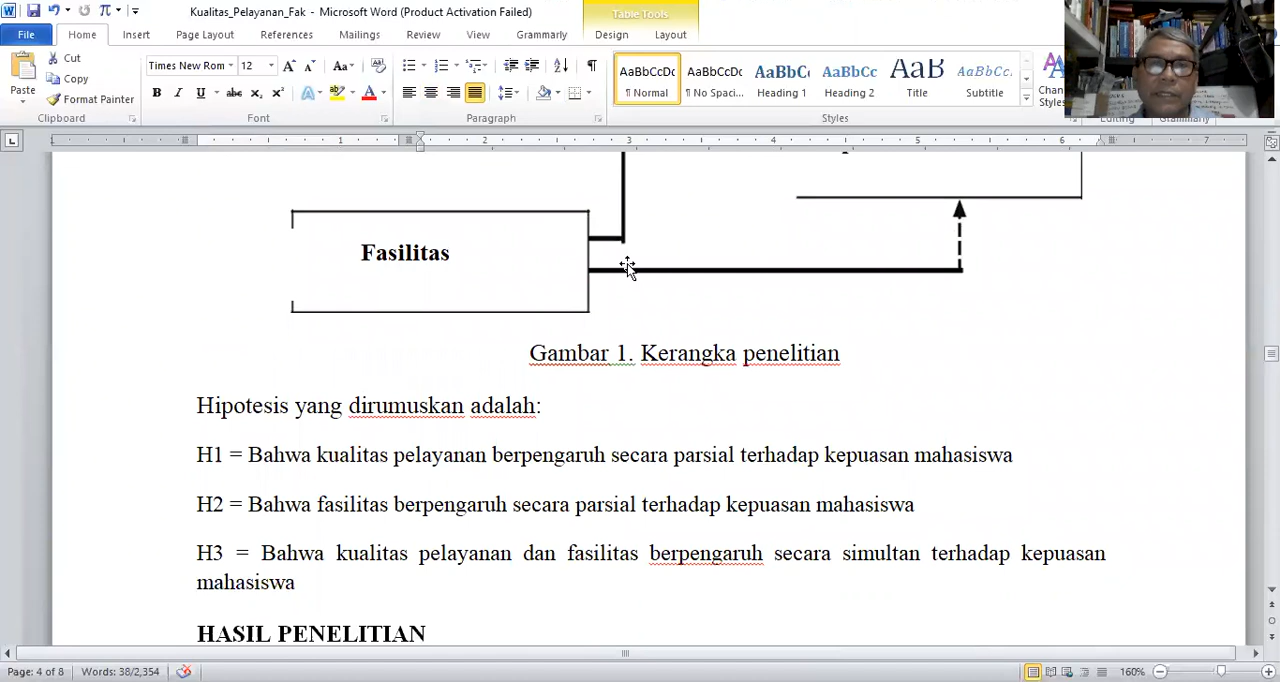 Kualitas_Pelayanan_Fak - Microsoft Word (Product Activation Failed)
Table Tools
File Home Insert Page Layout References Mailings Review View Grammarly Design Layout
Paste
Cut
Copy
Format Painter
Clipboard
Times New Rom 12
Font
Paragraph
AaBbCcDc AaBbCcDc AaBbC AaBbCc AaB AaBbCcI
¶ Normal ¶ No Spaci... Heading 1 Heading 2 Title Subtitle
Styles
Fasilitas
Gambar 1. Kerangka penelitian
Hipotesis yang dirumuskan adalah:
H1 = Bahwa kualitas pelayanan berpengaruh secara parsial terhadap kepuasan mahasiswa
H2 = Bahwa fasilitas berpengaruh secara parsial terhadap kepuasan mahasiswa
H3 = Bahwa kualitas pelayanan dan fasilitas berpengaruh secara simultan terhadap kepuasan
mahasiswa
HASIL PENELITIAN
Page: 4 of 8 Words: 38/2,354 160%